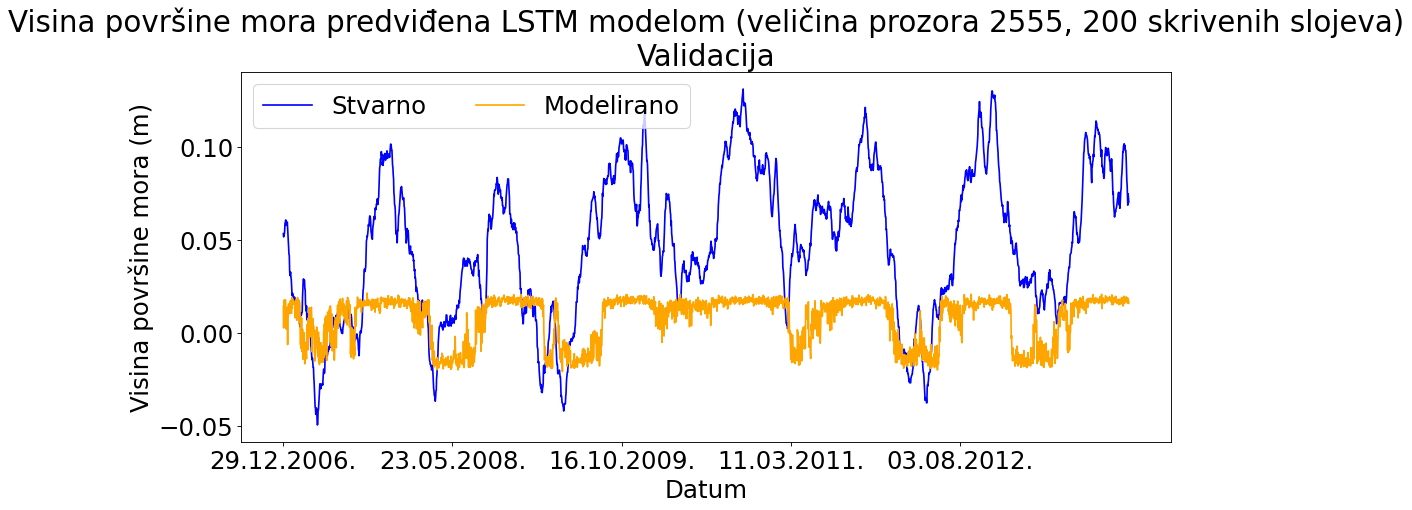 Visina površine mora predviđena LSTM modelom (veličina prozora 2555, 200 skrivenih slojeva)
Validacija
Stvarno Modelirano
Visina površine mora (m)
0.10
0.05
0.00
−0.05
29.12.2006. 23.05.2008. 16.10.2009. 11.03.2011. 03.08.2012.
Datum